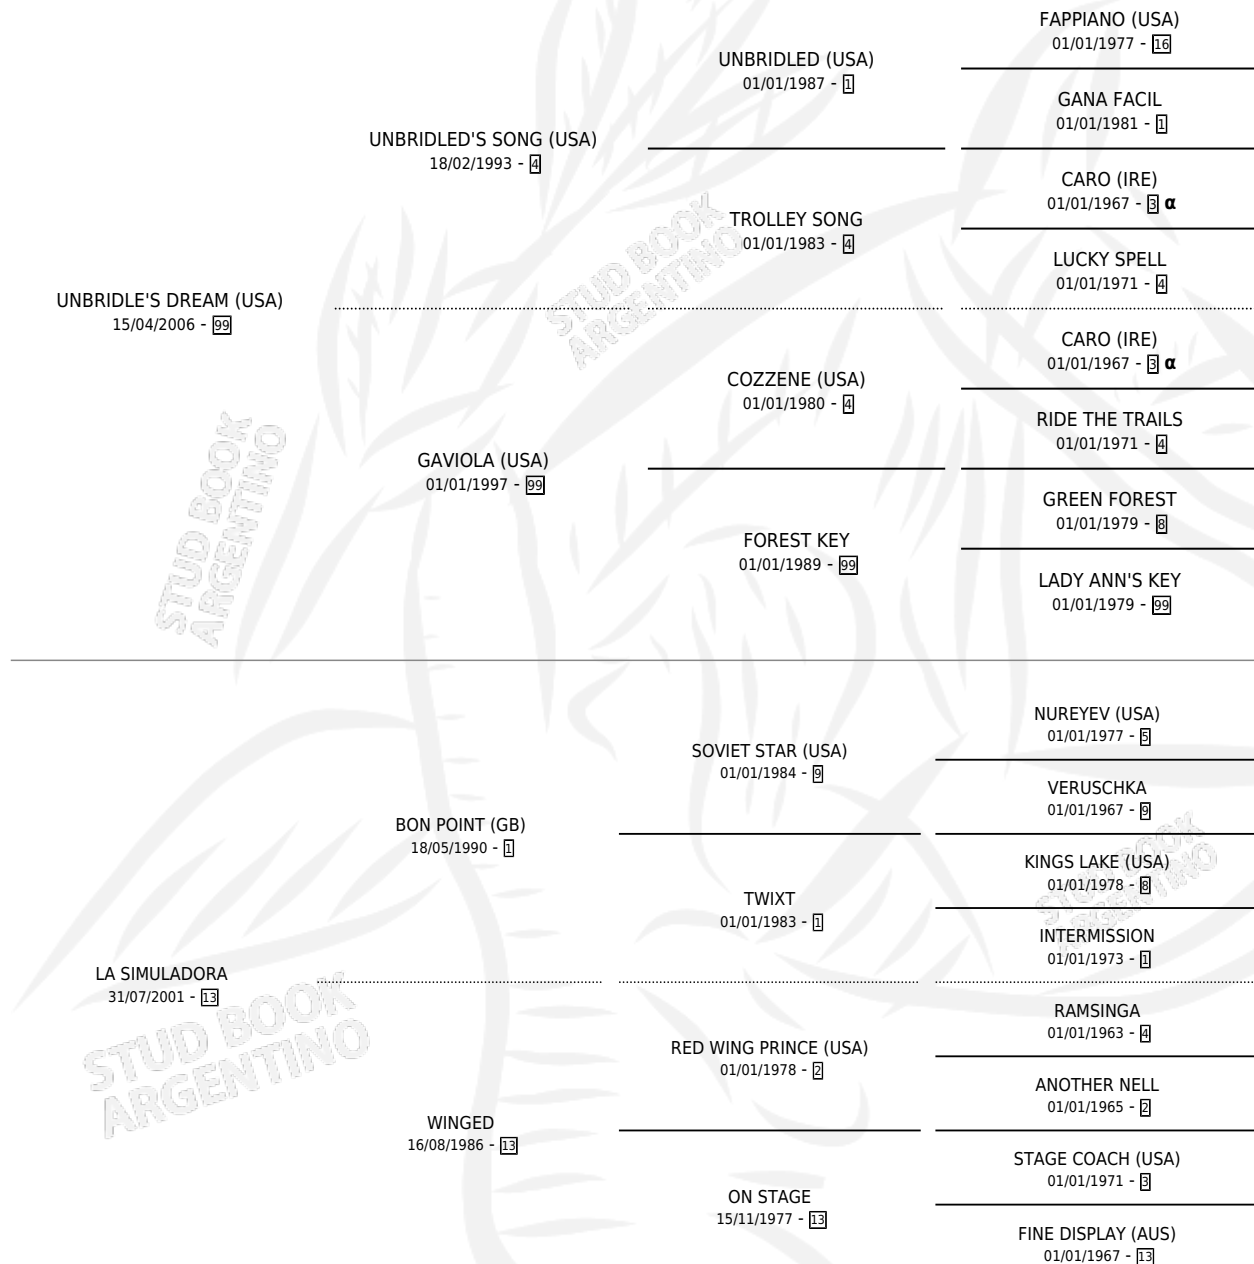 FAPPIANO (USA)
01/01/1977 - 16
UNBRIDLED (USA)
01/01/1987 - 1
GANA FACIL
01/01/1981 - 1
UNBRIDLED'S SONG (USA)
18/02/1993 - 4
CARO (IRE)
01/01/1967 - 3 α
TROLLEY SONG
01/01/1983 - 4
LUCKY SPELL
01/01/1971 - 4
UNBRIDLE'S DREAM (USA)
15/04/2006 - 99
CARO (IRE)
01/01/1967 - 3 α
COZZENE (USA)
01/01/1980 - 4
RIDE THE TRAILS
01/01/1971 - 4
GAVIOLA (USA)
01/01/1997 - 99
GREEN FOREST
01/01/1979 - 8
FOREST KEY
01/01/1989 - 99
LADY ANN'S KEY
01/01/1979 - 99
NUREYEV (USA)
01/01/1977 - 5
SOVIET STAR (USA)
01/01/1984 - 9
VERUSCHKA
01/01/1967 - 9
BON POINT (GB)
18/05/1990 - 1
KINGS LAKE (USA)
01/01/1978 - 8
TWIXT
01/01/1983 - 1
INTERMISSION
01/01/1973 - 1
LA SIMULADORA
31/07/2001 - 13
RAMSINGA
01/01/1963 - 4
RED WING PRINCE (USA)
01/01/1978 - 2
ANOTHER NELL
01/01/1965 - 2
WINGED
16/08/1986 - 13
STAGE COACH (USA)
01/01/1971 - 3
ON STAGE
15/11/1977 - 13
FINE DISPLAY (AUS)
01/01/1967 - 13
STUD BOOK
ARGENTINO
STUD BOOK
ARGENTINO
STUD BOOK
ARGENTINO
STUD BOOK
ARGENTINO